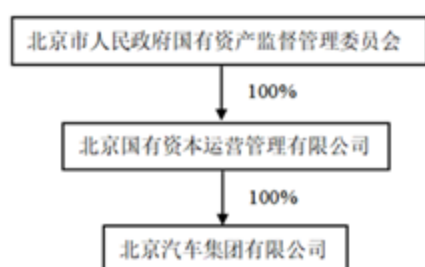 北京市人民政府国有资产监督管理委员会
100%
北京国有资本运营管理有限公司
100%
北京汽车集团有限公司